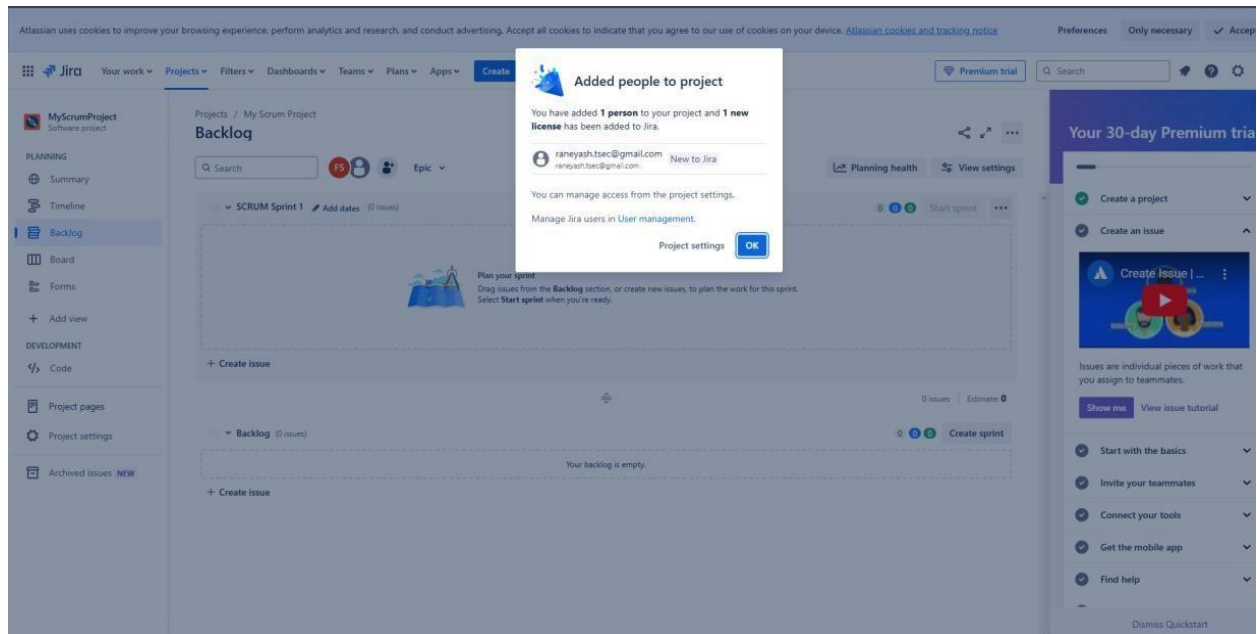 Atlassian uses cookies to improve your browsing experience, perform analytics and research, and conduct advertising. Accept all cookies to indicate that you agree to our use of cookies on your device. Atlassian cookies and tracking notice
Preferences Only necessary Accep
Jira Your work Projects Filters Dashboards Teams Plans Apps Create Premium trial Search
MyScrumProject
Software project
PLANNING
Summary
Timeline
Backlog
Board
Forms
Add view
DEVELOPMENT
Code
Project pages
Project settings
Archived issues NEW
Projects / My Scrum Project
Backlog
Search FS Epic Planning health View settings
SCRUM Sprint 1 Add dates (0 issues) 0 0 0 Start sprint
Plan your sprint
Drag issues from the Backlog section, or create new issues, to plan the work for this sprint.
Select Start sprint when you're ready.
+ Create issue
0 issues | Estimate: 0
Backlog (0 issues) 0 0 0 Create sprint
Your backlog is empty.
+ Create issue
Added people to project
You have added 1 person to your project and 1 new
license has been added to Jira.
raneyash.tsec@gmail.com New to Jira
raneyash.tsec@gmail.com
You can manage access from the project settings.
Manage Jira users in User management.
Project settings OK
Your 30-day Premium tria
Create a project
Create an issue
Create Issue | ...
Issues are individual pieces of work that
you assign to teammates.
Show me View issue tutorial
Start with the basics
Invite your teammates
Connect your tools
Get the mobile app
Find help
Dismiss Quickstart